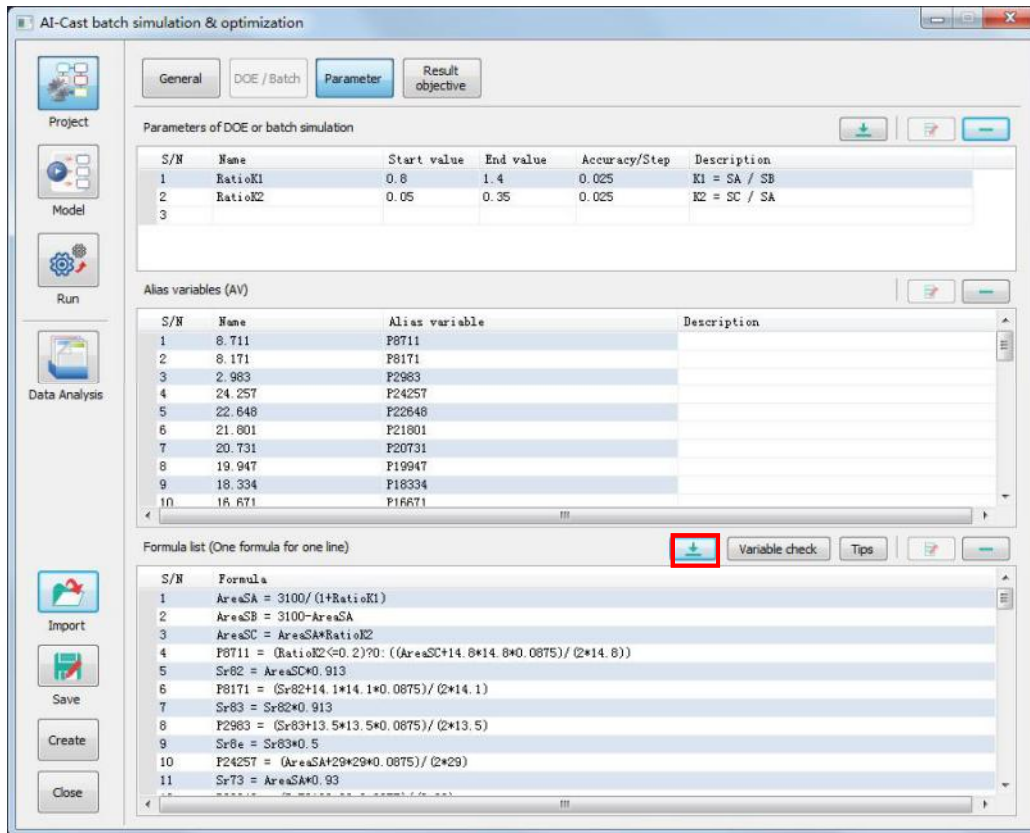 AI-Cast batch simulation & optimization
Project
Model
Run
Data Analysis
Import
Save
Create
Close
General DOE / Batch Parameter Result objective
Parameters of DOE or batch simulation
S/N Name Start value End value Accuracy/Step Description
1 RatioK1 0.8 1.4 0.025 K1 = SA / SB
2 RatioK2 0.05 0.35 0.025 K2 = SC / SA
3
Alias variables (AV)
S/N Name Alias variable Description
1 8.711 P8711
2 8.171 P8171
3 2.983 P2983
4 24.257 P24257
5 22.648 P22648
6 21.801 P21801
7 20.731 P20731
8 19.947 P19947
9 18.334 P18334
10 16.671 P16671
Formula list (One formula for one line) Variable check Tips
S/N Formula
1 AreaSA = 3100/(1+RatioK1)
2 AreaSB = 3100-AreaSA
3 AreaSC = AreaSA*RatioK2
4 P8711 = (RatioK2<=0.2)?0:((AreaSC+14.8*14.8*0.0875)/(2*14.8))
5 Sr82 = AreaSC*0.913
6 P8171 = (Sr82+14.1*14.1*0.0875)/(2*14.1)
7 Sr83 = Sr82*0.913
8 P2983 = (Sr83+13.5*13.5*0.0875)/(2*13.5)
9 Sr8e = Sr83*0.5
10 P24257 = (AreaSA+29*29*0.0875)/(2*29)
11 Sr73 = AreaSA*0.93